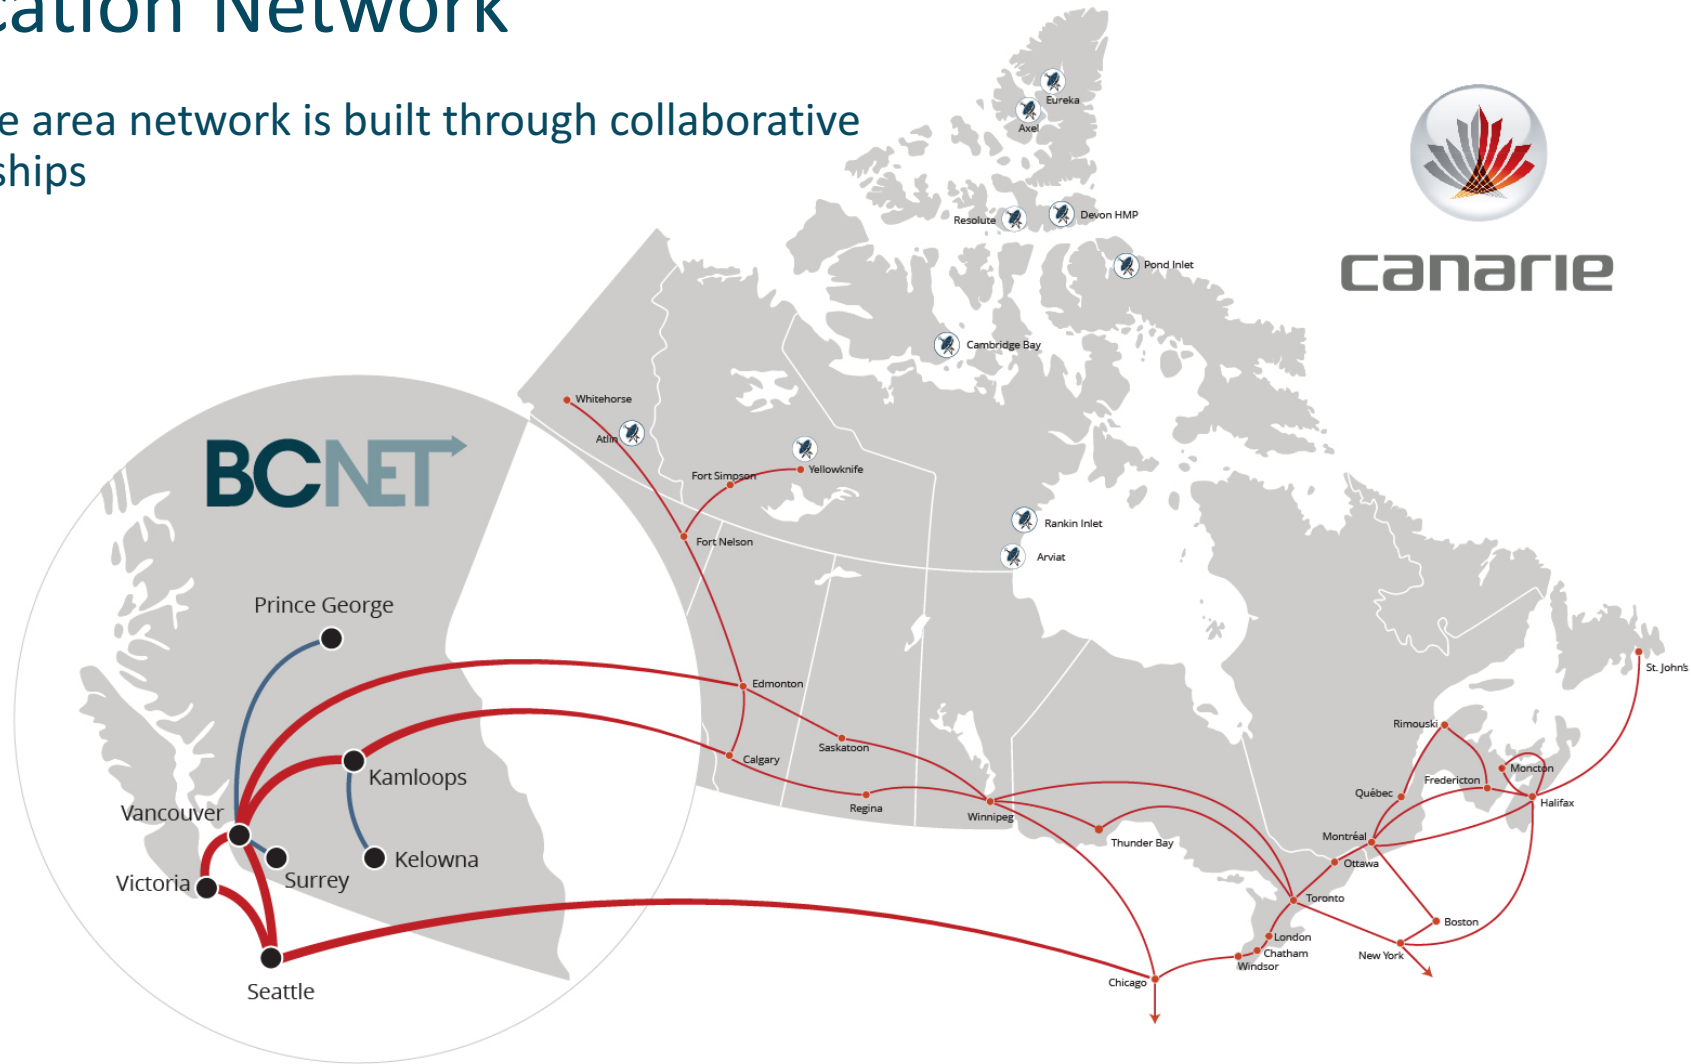 cation Network
e area network is built through collaborative
ships
Eureka
Axel
Resolute
Devon HMP
Pond Inlet
canarie
Cambridge Bay
Whitehorse
Atlin
BCNET
Fort Simpson
Yellowknife
Rankin Inlet
Fort Nelson
Arviat
Prince George
St. John's
Edmonton
Rimouski
Saskatoon
Calgary
Moncton
Kamloops
Fredericton
Québec
Halifax
Regina
Vancouver
Winnipeg
Montréal
Thunder Bay
Kelowna
Ottawa
Surrey
Victoria
Toronto
Boston
London
Chatham
New York
Windsor
Chicago
Seattle